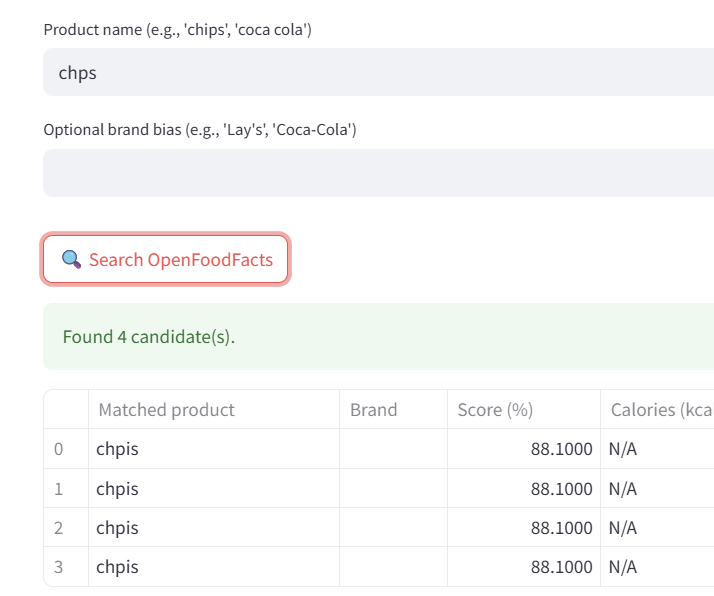 Product name (e.g., 'chips', 'coca cola')
chps
Optional brand bias (e.g., 'Lay's', 'Coca-Cola')
Search OpenFoodFacts
Found 4 candidate(s).
Matched product Brand Score (%) Calories (kca
0 chpis 88.1000 N/A
1 chpis 88.1000 N/A
2 chpis 88.1000 N/A
3 chpis 88.1000 N/A